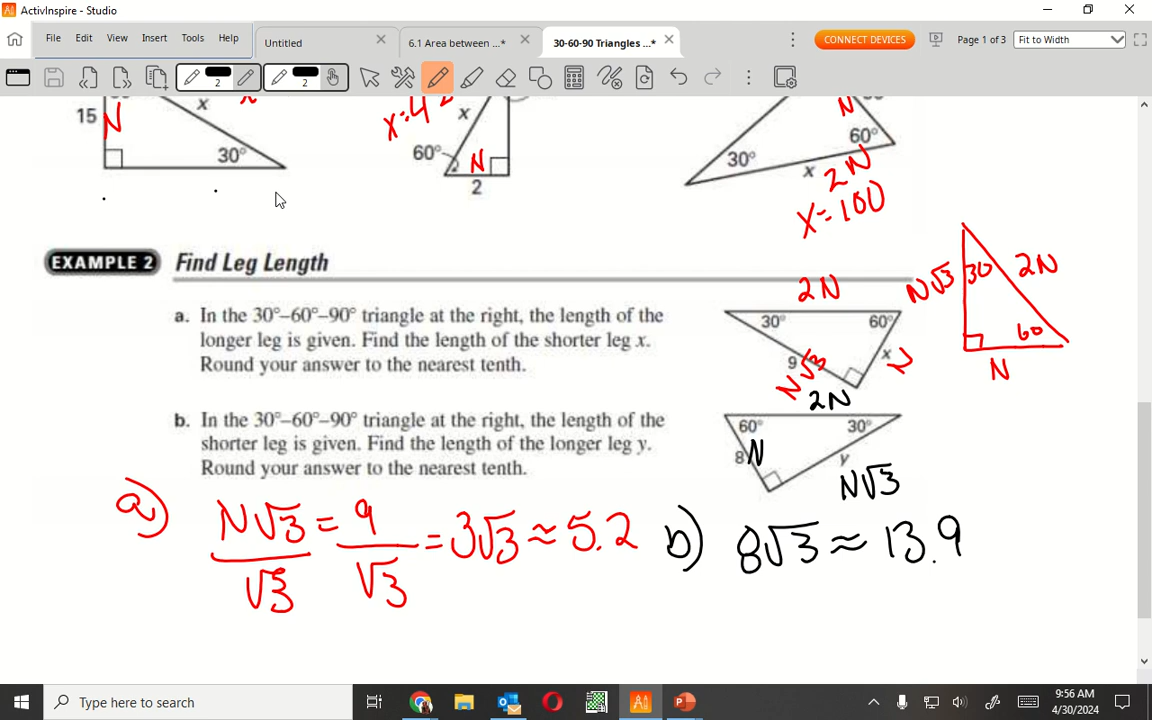 ActivInspire - Studio
File Edit View Insert Tools Help
Untitled
6.1 Area between ...*
30-60-90 Triangles ...*
CONNECT DEVICES
Page 1 of 3
Fit to Width
2
2
15
N
x
30°
x=4
x
60°
N
2
N
60°
30°
x
2N
x=100
EXAMPLE 2 Find Leg Length
a. In the 30°–60°–90° triangle at the right, the length of the
longer leg is given. Find the length of the shorter leg x.
Round your answer to the nearest tenth.
2N
30°
60°
9
N√3
x
N
N√3
30
2N
60
N
b. In the 30°–60°–90° triangle at the right, the length of the
shorter leg is given. Find the length of the longer leg y.
Round your answer to the nearest tenth.
2N
60°
30°
8
N
y
N√3
a) N√3/√3 = 9/√3 = 3√3 ≈ 5.2
b) 8√3 ≈ 13.9
Type here to search
9:56 AM
4/30/2024